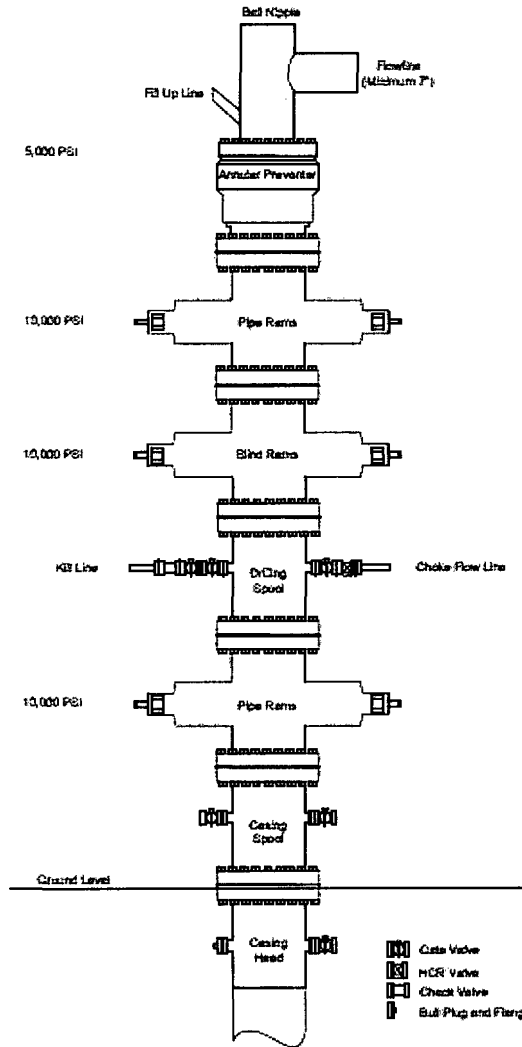 Bell Nipple
Flowline
(Minimum 7")
Fill Up Line
5,000 PSI
Annular Preventer
10,000 PSI
Pipe Rams
10,000 PSI
Blind Rams
Kill Line
Drilling
Spool
Choke Flow Line
10,000 PSI
Pipe Rams
Casing
Spool
Ground Level
Casing
Head
Gate Valve
HCR Valve
Check Valve
Bull Plug and Flang